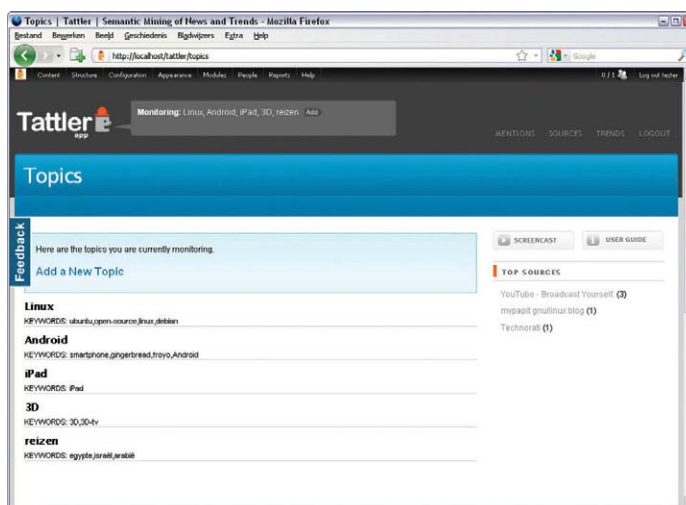 Topics | Tattler | Semantic Mining of News and Trends - Mozilla Firefox
Bestand Bewerken Beeld Geschiedenis Bladwijzers Extra Help
http://localhost/tattler/topics
Google
Content Structure Configuration Appearance Modules People Reports Help
0 / 1 Log out tester
Tattler
app
Monitoring: Linux, Android, iPad, 3D, reizen Add
MENTIONS SOURCES TRENDS LOGOUT
Topics
Feedback
Here are the topics you are currently monitoring.
Add a New Topic
SCREENCAST
USER GUIDE
TOP SOURCES
YouTube - Broadcast Yourself. (3)
mypapit gnu/linux blog (1)
Technorati (1)
Linux
KEYWORDS: ubuntu,open-source,linux,debian
Android
KEYWORDS: smartphone,gingerbread,froyo,Android
iPad
KEYWORDS: iPad
3D
KEYWORDS: 3D,3D-tv
reizen
KEYWORDS: egypte,israël,arabië